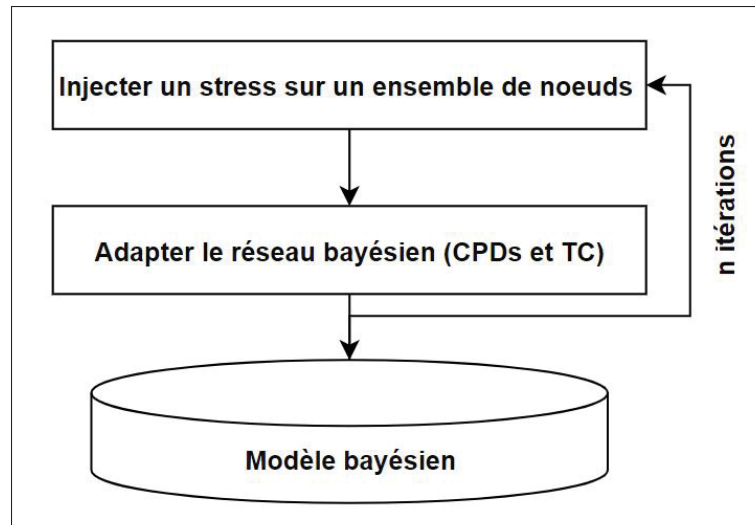 Injecter un stress sur un ensemble de noeuds
Adapter le réseau bayésien (CPDs et TC)
n itérations
Modèle bayésien